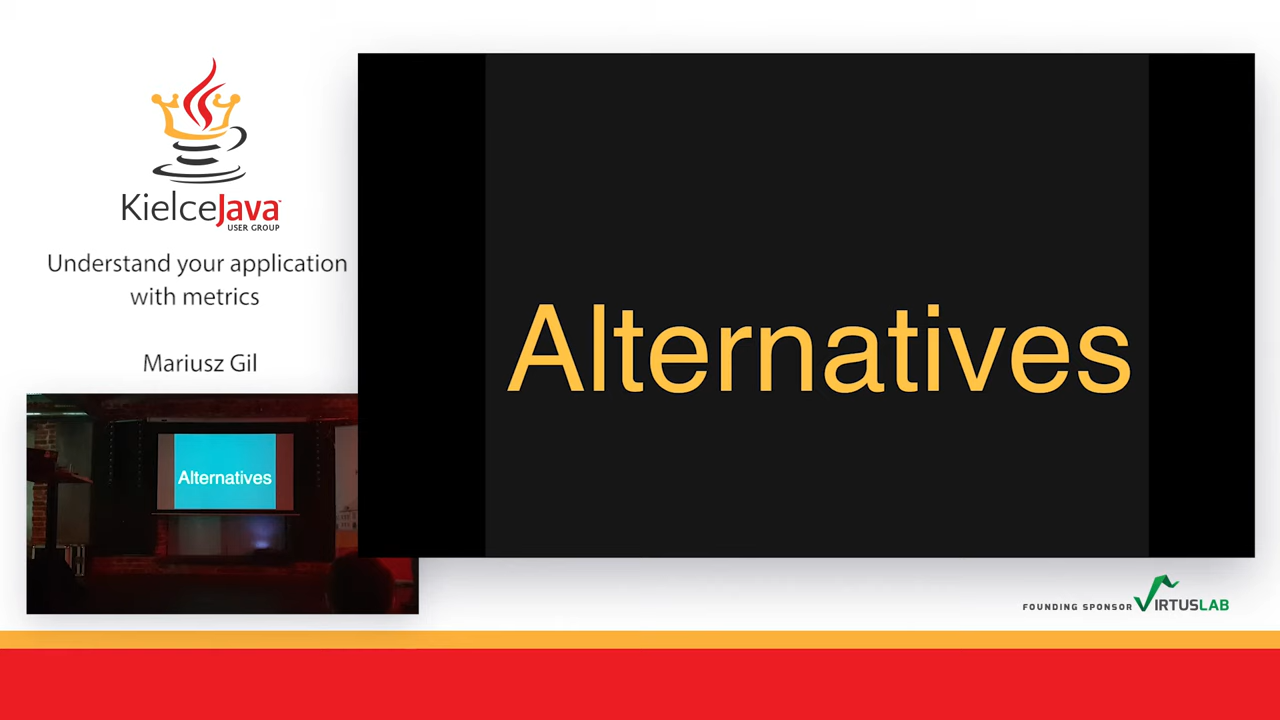 KielceJava
USER GROUP
Understand your application
with metrics
Mariusz Gil
Alternatives
Alternatives
FOUNDING SPONSOR VIRTUSLAB